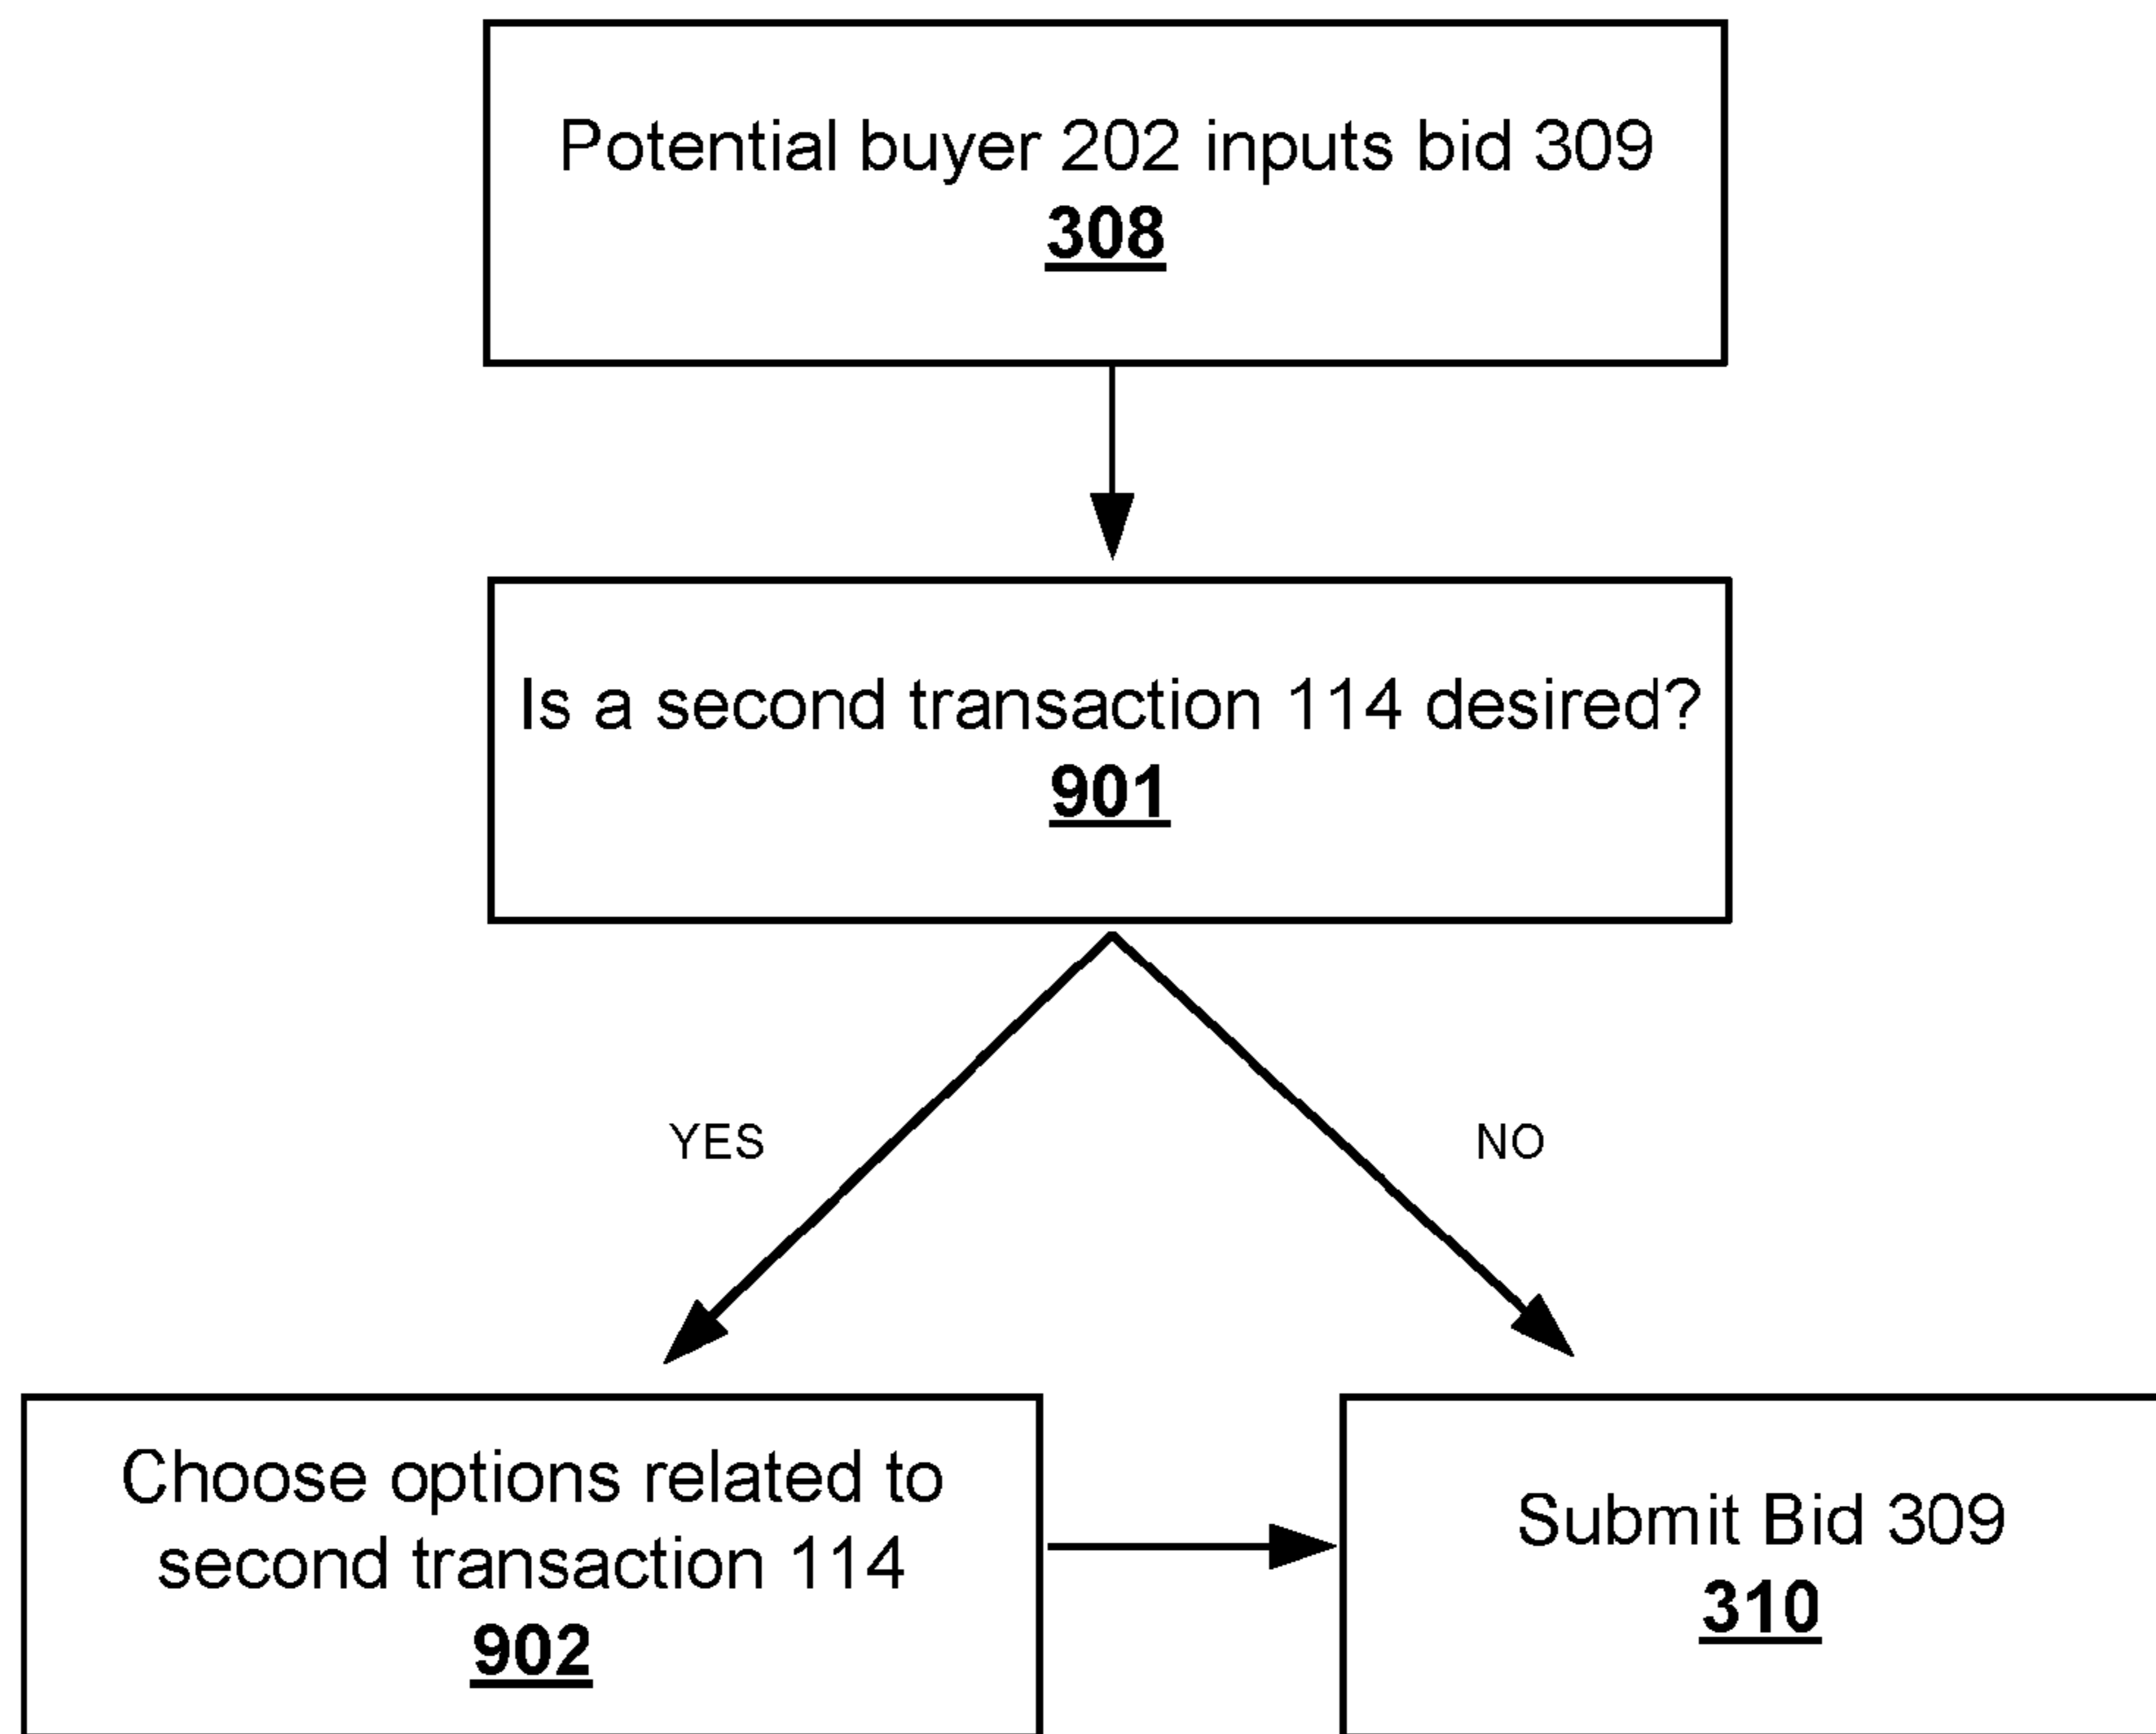 Potential buyer 202 inputs bid 309
308
Is a second transaction 114 desired?
901
YES
NO
Choose options related to
second transaction 114
902
Submit Bid 309
310